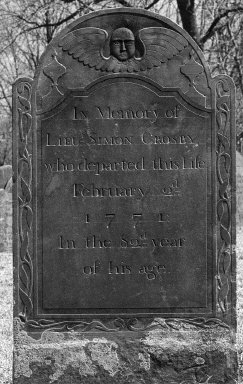 In Memory of
Lieut. Simon Crosby,
who departed this life
February 2d
1771
In the 82d year
of his age.